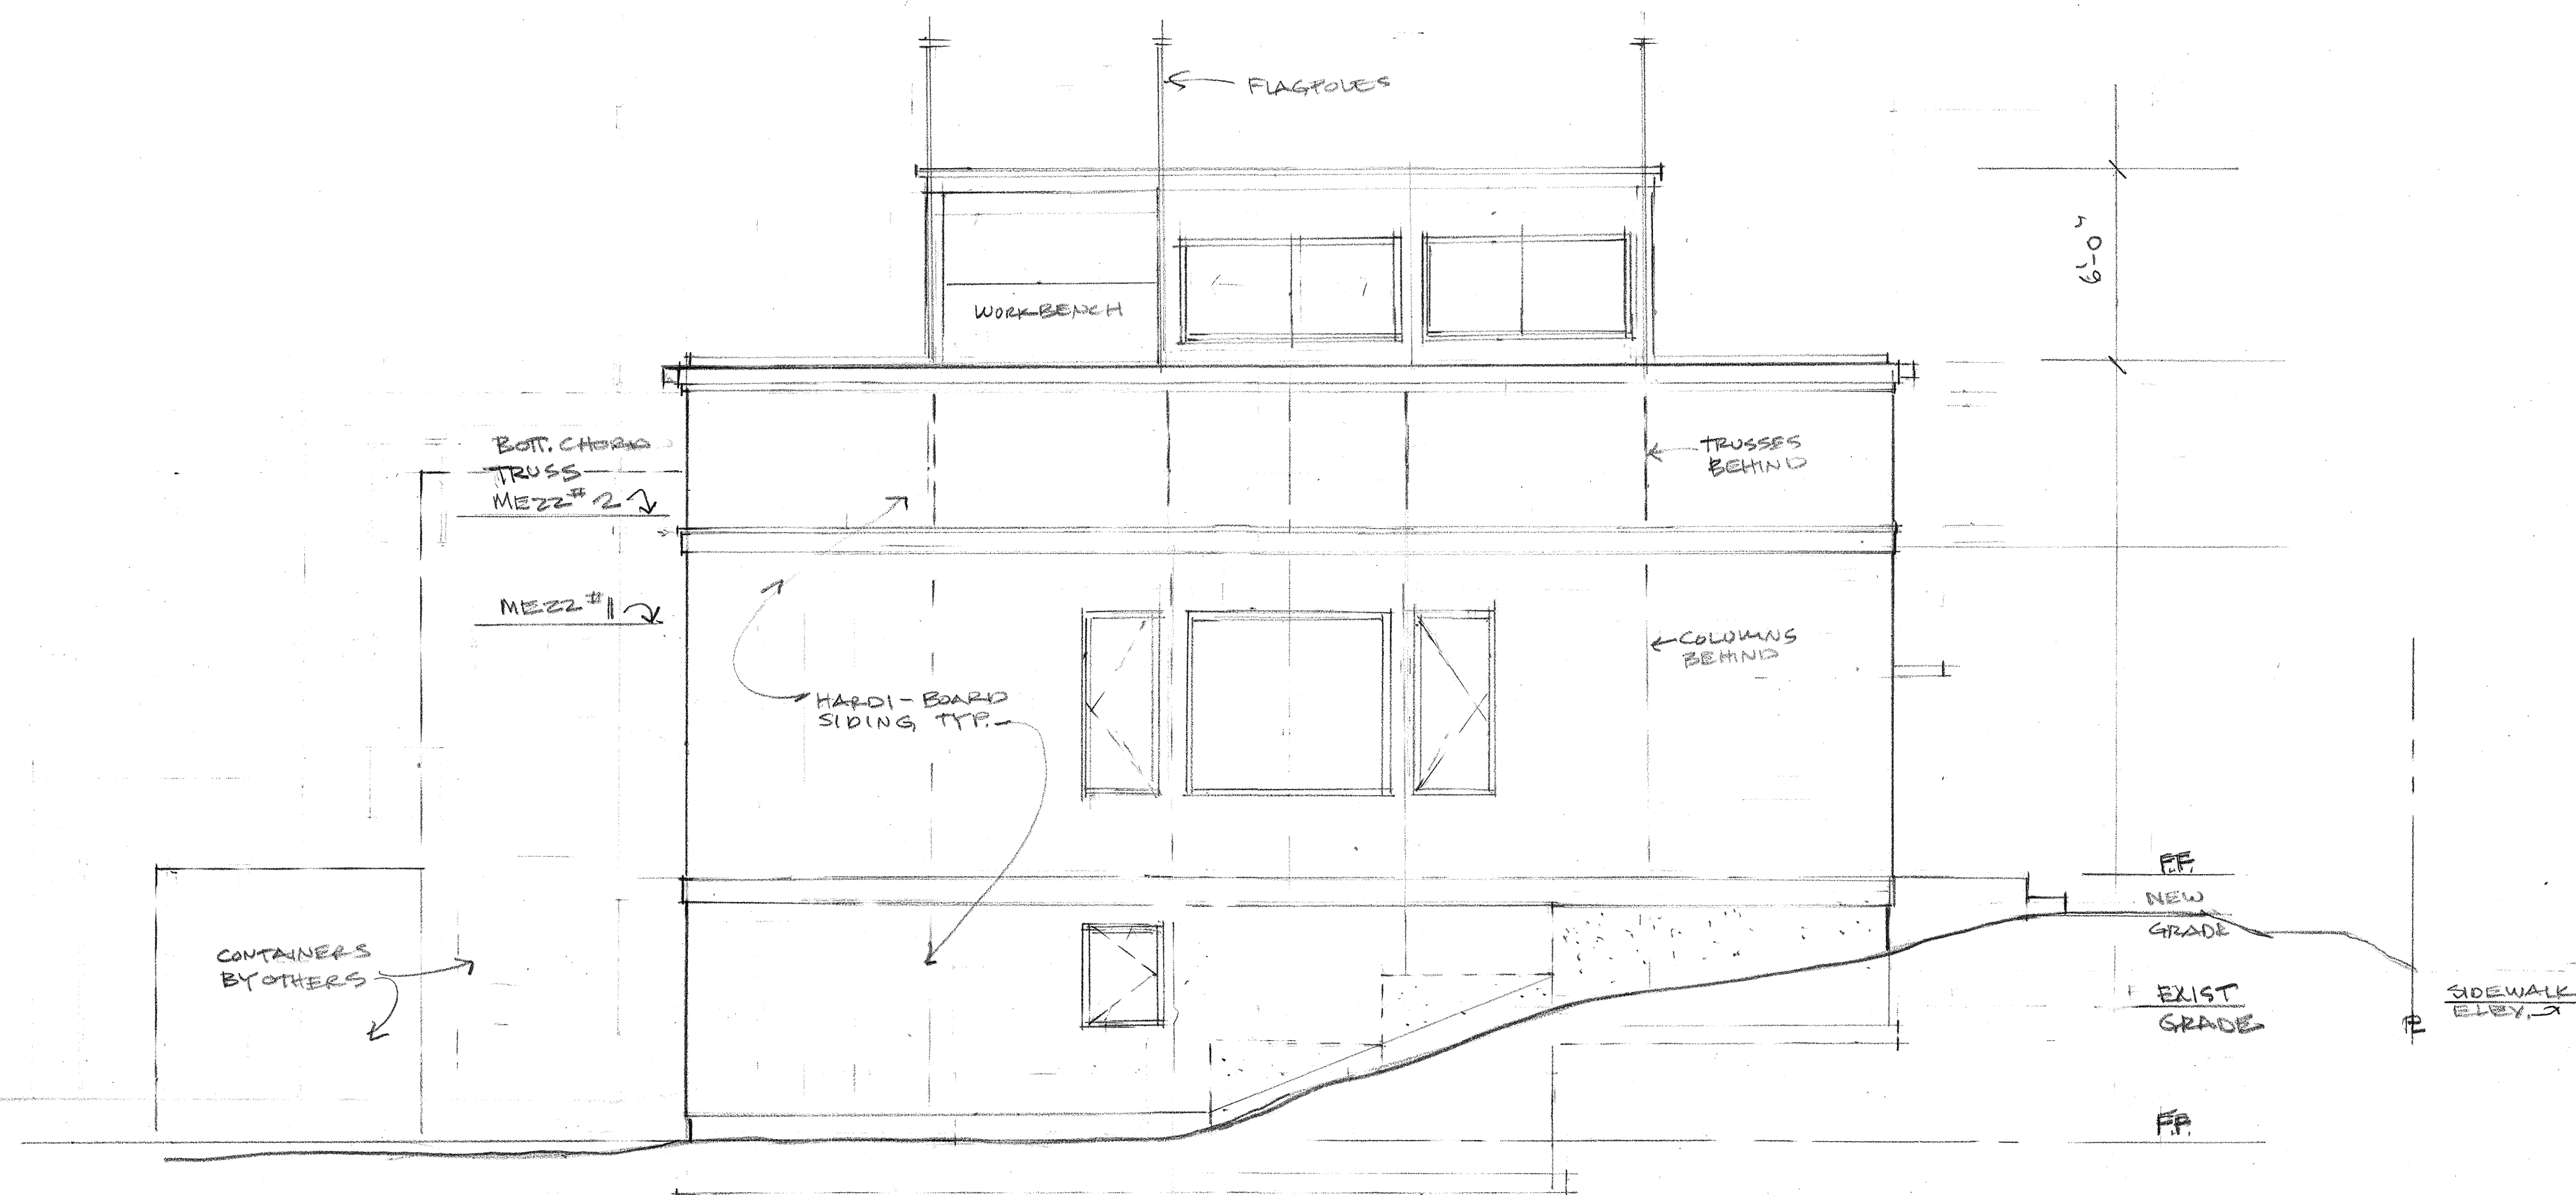 FLAGPOLES
6'-0"
WORKBENCH
BOTT. CHORD
TRUSS
MEZZ #2
TRUSSES
BEHIND
MEZZ #1
COLUMNS
BEHIND
HARDI-BOARD
SIDING, TYP.
F.F.
NEW
GRADE
CONTAINERS
BY OTHERS
EXIST
GRADE
SIDEWALK
ELEV.
PL
F.F.